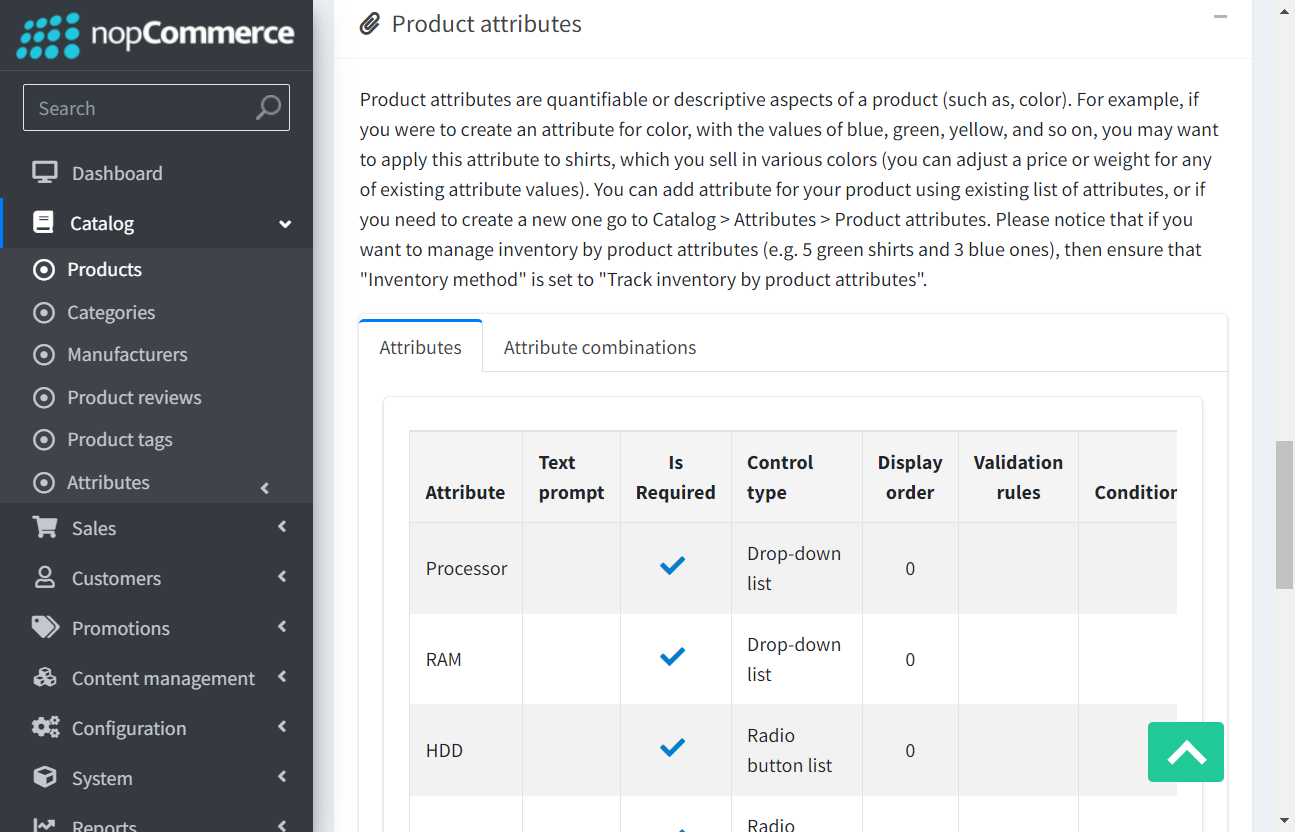 nopCommerce
Search
Dashboard
Catalog
Products
Categories
Manufacturers
Product reviews
Product tags
Attributes
Sales
Customers
Promotions
Content management
Configuration
System
Reports
Product attributes
Product attributes are quantifiable or descriptive aspects of a product (such as, color). For example, if
you were to create an attribute for color, with the values of blue, green, yellow, and so on, you may want
to apply this attribute to shirts, which you sell in various colors (you can adjust a price or weight for any
of existing attribute values). You can add attribute for your product using existing list of attributes, or if
you need to create a new one go to Catalog > Attributes > Product attributes. Please notice that if you
want to manage inventory by product attributes (e.g. 5 green shirts and 3 blue ones), then ensure that
"Inventory method" is set to "Track inventory by product attributes".
Attributes Attribute combinations
Text Is Control Display Validation
Attribute prompt Required type order rules Condition
Drop-down
Processor 0
list
Drop-down
RAM 0
list
Radio
HDD 0
button list
Radio